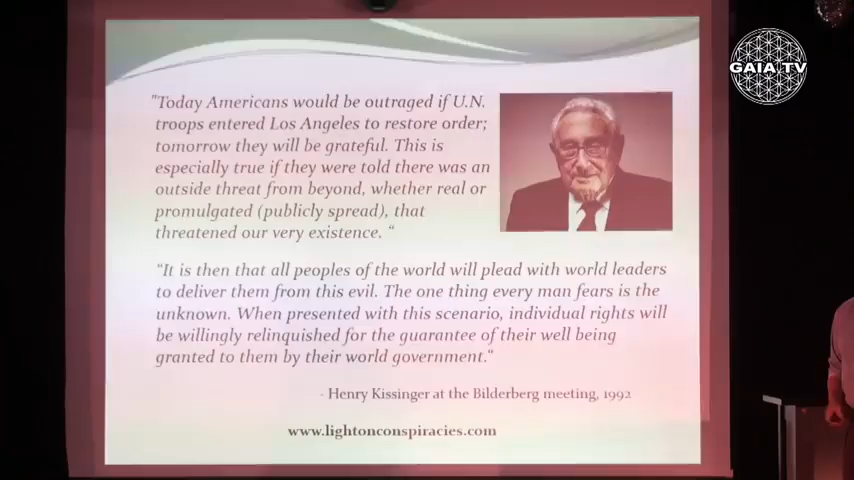 GAIA TV
"Today Americans would be outraged if U.N.
troops entered Los Angeles to restore order;
tomorrow they will be grateful. This is
especially true if they were told there was an
outside threat from beyond, whether real or
promulgated (publicly spread), that
threatened our very existence. “
“It is then that all peoples of the world will plead with world leaders
to deliver them from this evil. The one thing every man fears is the
unknown. When presented with this scenario, individual rights will
be willingly relinquished for the guarantee of their well being
granted to them by their world government."
- Henry Kissinger at the Bilderberg meeting, 1992
www.lightonconspiracies.com